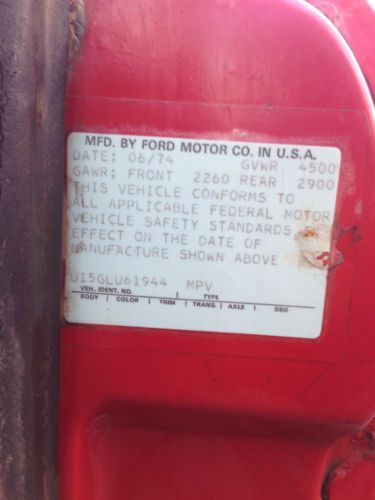 MFD. BY FORD MOTOR CO. IN U.S.A.
DATE: 06/74 GVWR 4500
GAWR: FRONT 2260 REAR 2900
THIS VEHICLE CONFORMS TO
ALL APPLICABLE FEDERAL MOTOR
VEHICLE SAFETY STANDARDS
EFFECT ON THE DATE OF
MANUFACTURE SHOWN ABOVE
U15GLU61944 MPV
VEH. IDENT. NO. TYPE
BODY COLOR TRIM TRANS. AXLE DSO